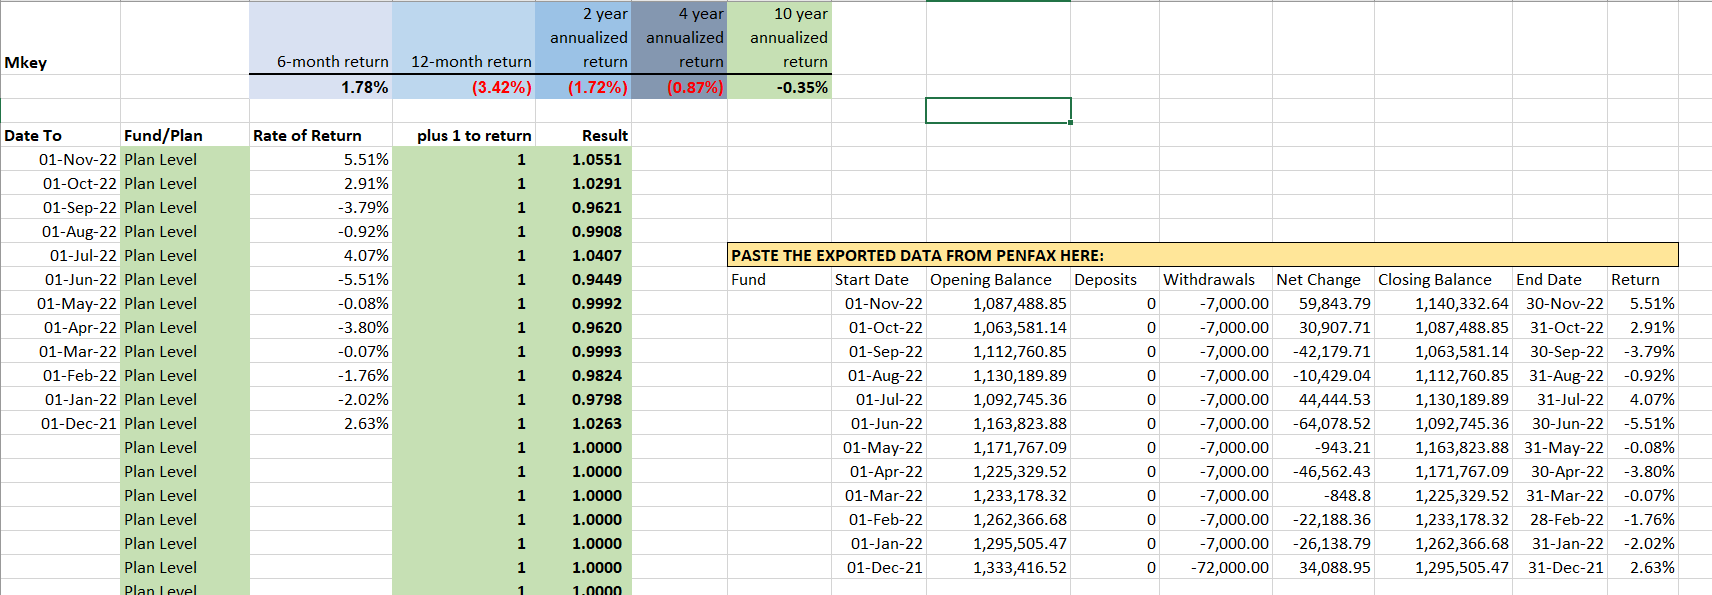 2 year 4 year 10 year
annualized annualized annualized
Mkey 6-month return 12-month return return return return
1.78% (3.42%) (1.72%) (0.87%) -0.35%
Date To Fund/Plan Rate of Return plus 1 to return Result
01-Nov-22 Plan Level 5.51% 1 1.0551
01-Oct-22 Plan Level 2.91% 1 1.0291
01-Sep-22 Plan Level -3.79% 1 0.9621
01-Aug-22 Plan Level -0.92% 1 0.9908
01-Jul-22 Plan Level 4.07% 1 1.0407 PASTE THE EXPORTED DATA FROM PENFAX HERE:
01-Jun-22 Plan Level -5.51% 1 0.9449 Fund Start Date Opening Balance Deposits Withdrawals Net Change Closing Balance End Date Return
01-May-22 Plan Level -0.08% 1 0.9992 01-Nov-22 1,087,488.85 0 -7,000.00 59,843.79 1,140,332.64 30-Nov-22 5.51%
01-Apr-22 Plan Level -3.80% 1 0.9620 01-Oct-22 1,063,581.14 0 -7,000.00 30,907.71 1,087,488.85 31-Oct-22 2.91%
01-Mar-22 Plan Level -0.07% 1 0.9993 01-Sep-22 1,112,760.85 0 -7,000.00 -42,179.71 1,063,581.14 30-Sep-22 -3.79%
01-Feb-22 Plan Level -1.76% 1 0.9824 01-Aug-22 1,130,189.89 0 -7,000.00 -10,429.04 1,112,760.85 31-Aug-22 -0.92%
01-Jan-22 Plan Level -2.02% 1 0.9798 01-Jul-22 1,092,745.36 0 -7,000.00 44,444.53 1,130,189.89 31-Jul-22 4.07%
01-Dec-21 Plan Level 2.63% 1 1.0263 01-Jun-22 1,163,823.88 0 -7,000.00 -64,078.52 1,092,745.36 30-Jun-22 -5.51%
Plan Level 1 1.0000 01-May-22 1,171,767.09 0 -7,000.00 -943.21 1,163,823.88 31-May-22 -0.08%
Plan Level 1 1.0000 01-Apr-22 1,225,329.52 0 -7,000.00 -46,562.43 1,171,767.09 30-Apr-22 -3.80%
Plan Level 1 1.0000 01-Mar-22 1,233,178.32 0 -7,000.00 -848.8 1,225,329.52 31-Mar-22 -0.07%
Plan Level 1 1.0000 01-Feb-22 1,262,366.68 0 -7,000.00 -22,188.36 1,233,178.32 28-Feb-22 -1.76%
Plan Level 1 1.0000 01-Jan-22 1,295,505.47 0 -7,000.00 -26,138.79 1,262,366.68 31-Jan-22 -2.02%
Plan Level 1 1.0000 01-Dec-21 1,333,416.52 0 -72,000.00 34,088.95 1,295,505.47 31-Dec-21 2.63%
Plan Level 1 1.0000